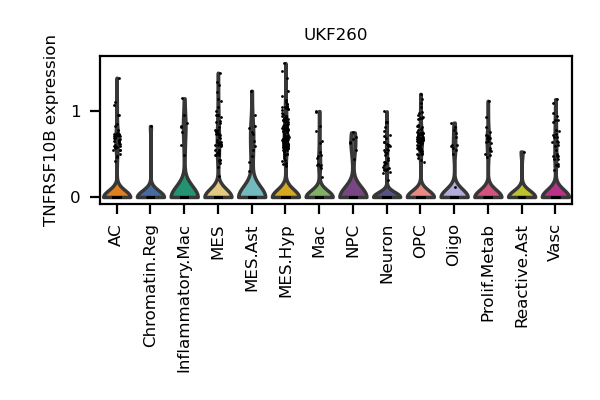 UKF260
TNFRSF10B expression
1
0
AC
Chromatin.Reg
Inflammatory.Mac
MES
MES.Ast
MES.Hyp
Mac
NPC
Neuron
OPC
Oligo
Prolif.Metab
Reactive.Ast
Vasc